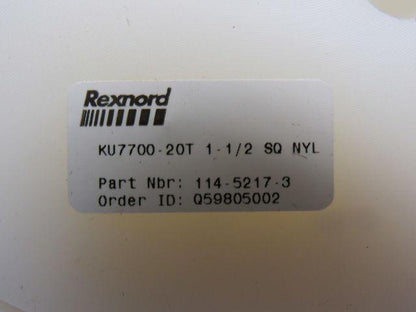 Rexnord
KU7700-20T 1-1/2 SQ NYL
Part Nbr: 114-5217-3
Order ID: Q59805002